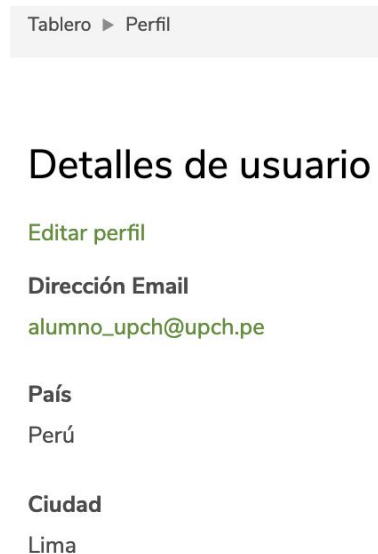 Tablero ▶ Perfil
Detalles de usuario
Editar perfil
Dirección Email
alumno_upch@upch.pe
País
Perú
Ciudad
Lima